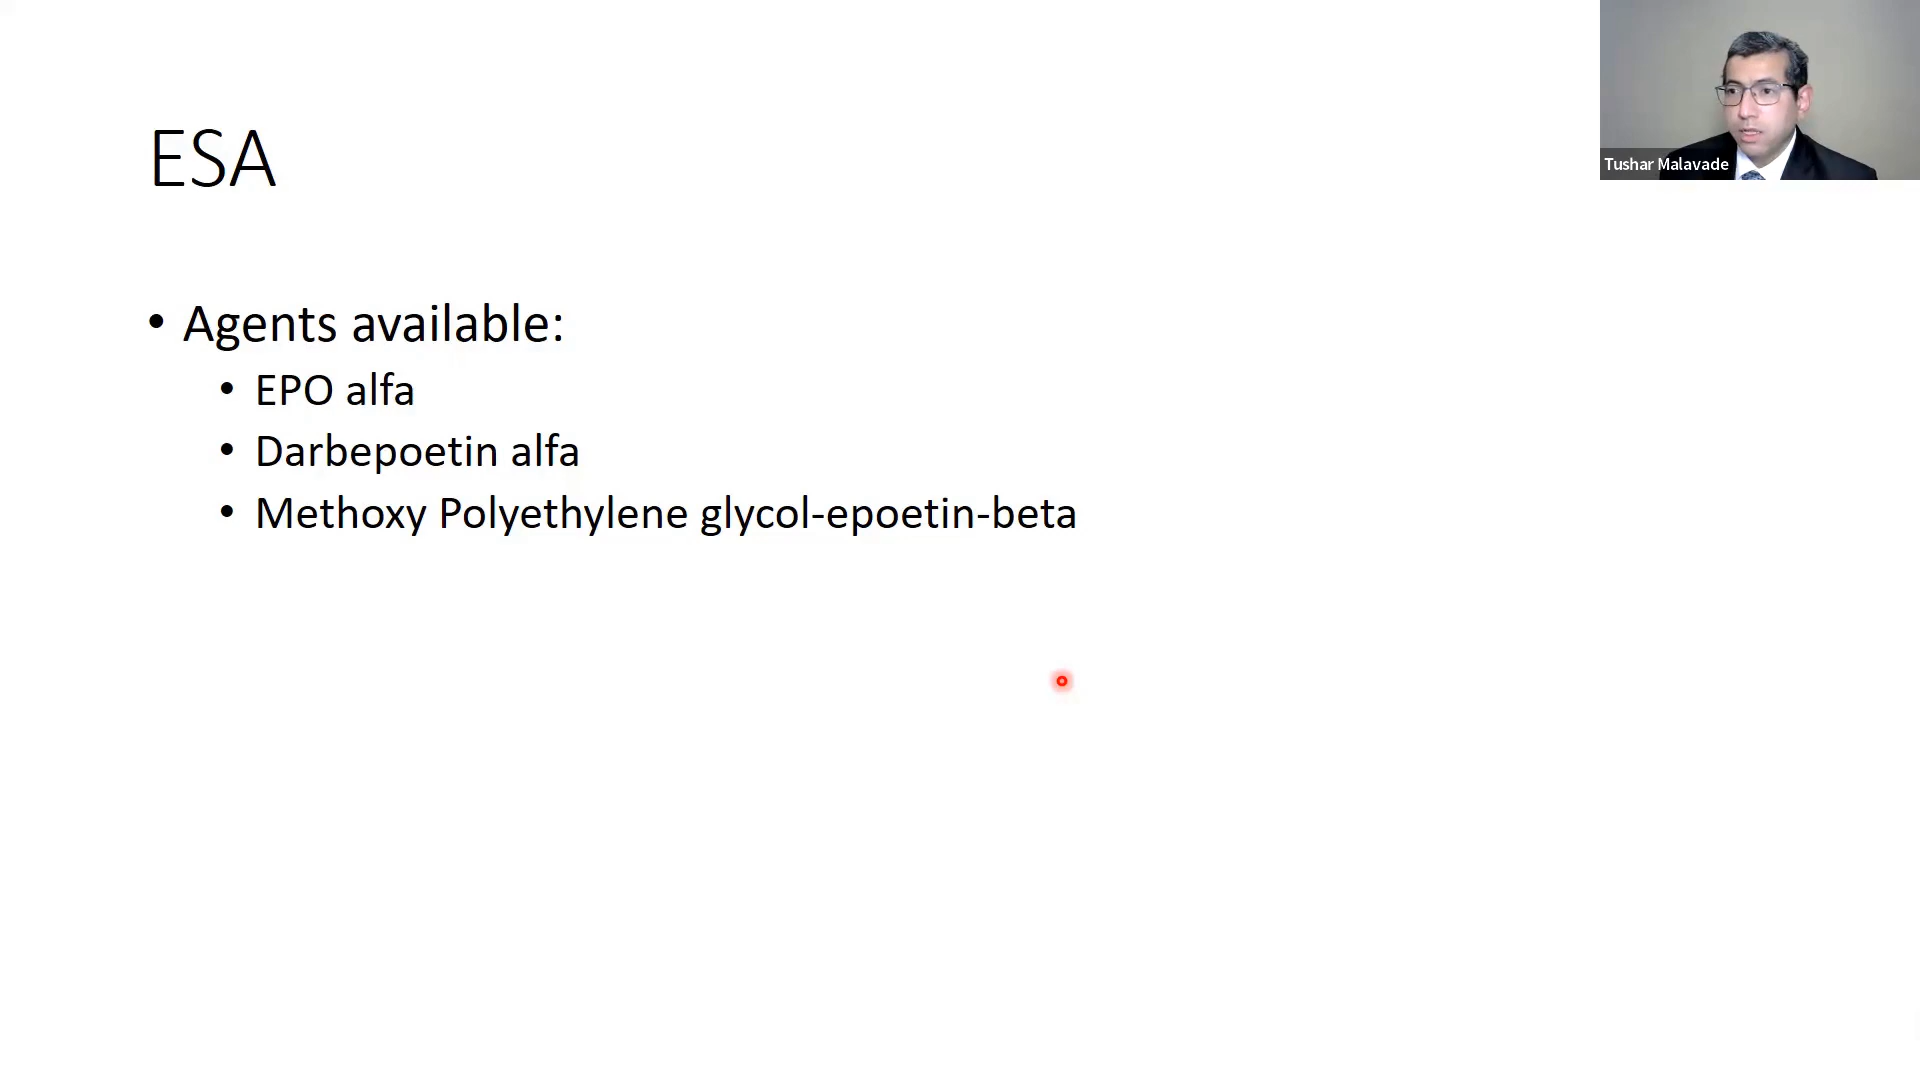 ESA
Tushar Malavade
• Agents available:
• EPO alfa
• Darbepoetin alfa
• Methoxy Polyethylene glycol-epoetin-beta